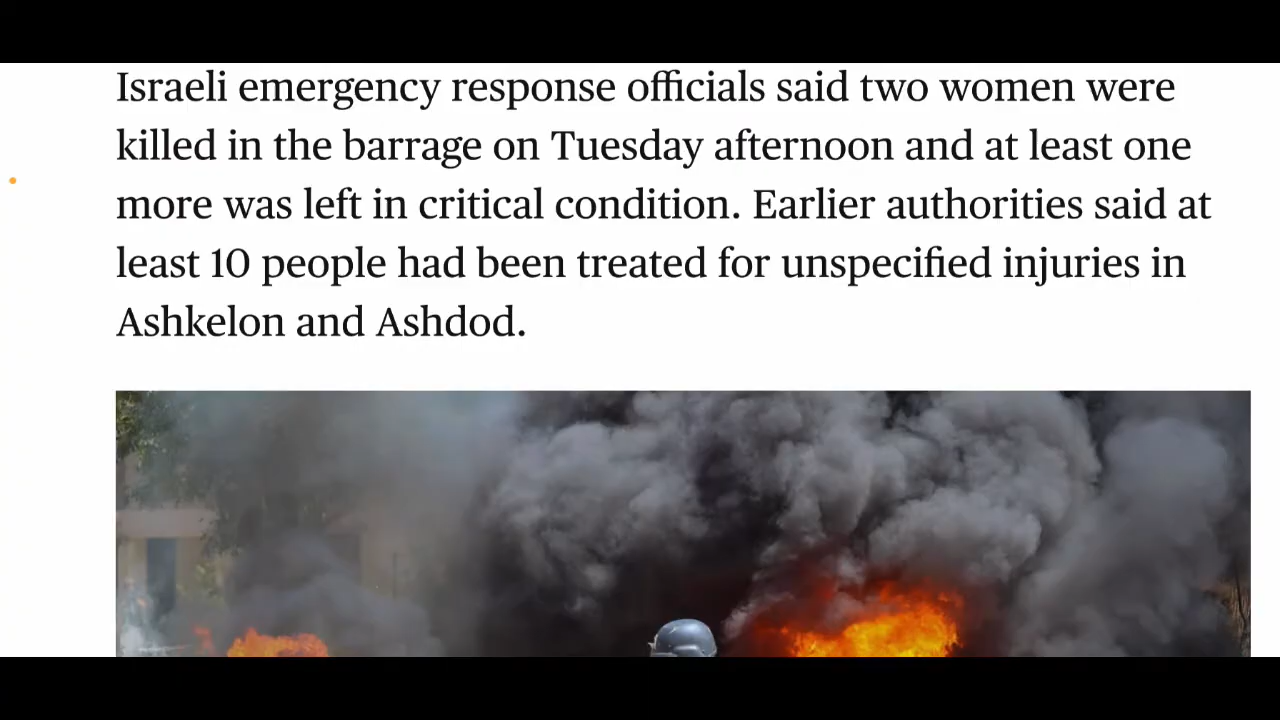 Israeli emergency response officials said two women were
killed in the barrage on Tuesday afternoon and at least one
more was left in critical condition. Earlier authorities said at
least 10 people had been treated for unspecified injuries in
Ashkelon and Ashdod.